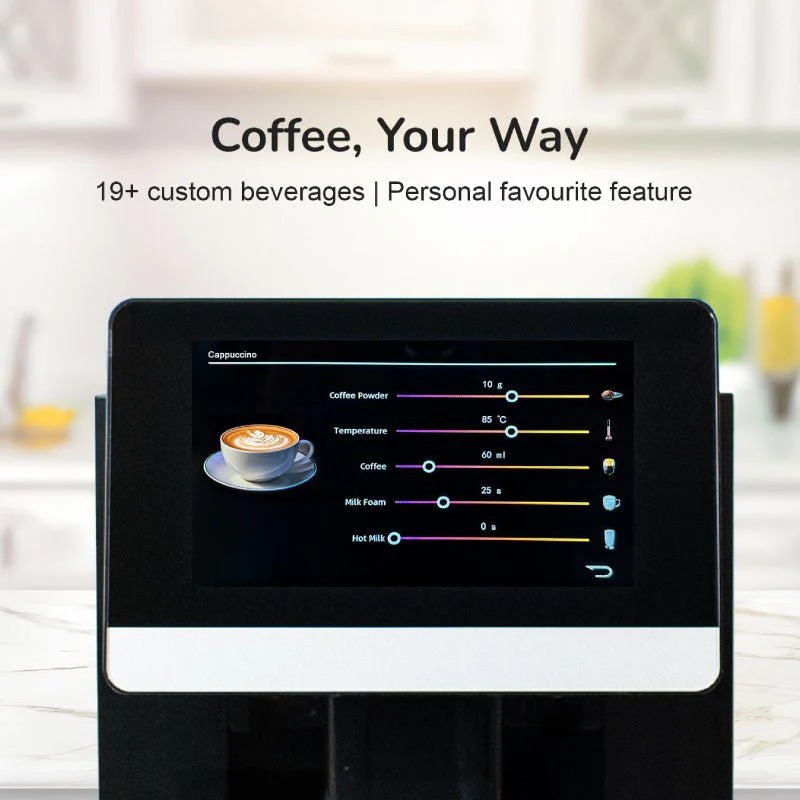 Coffee, Your Way
19+ custom beverages | Personal favourite feature
Cappuccino
10 g
Coffee Powder
85 °C
Temperature
60 ml
Coffee
25 s
Milk Foam
0 s
Hot Milk